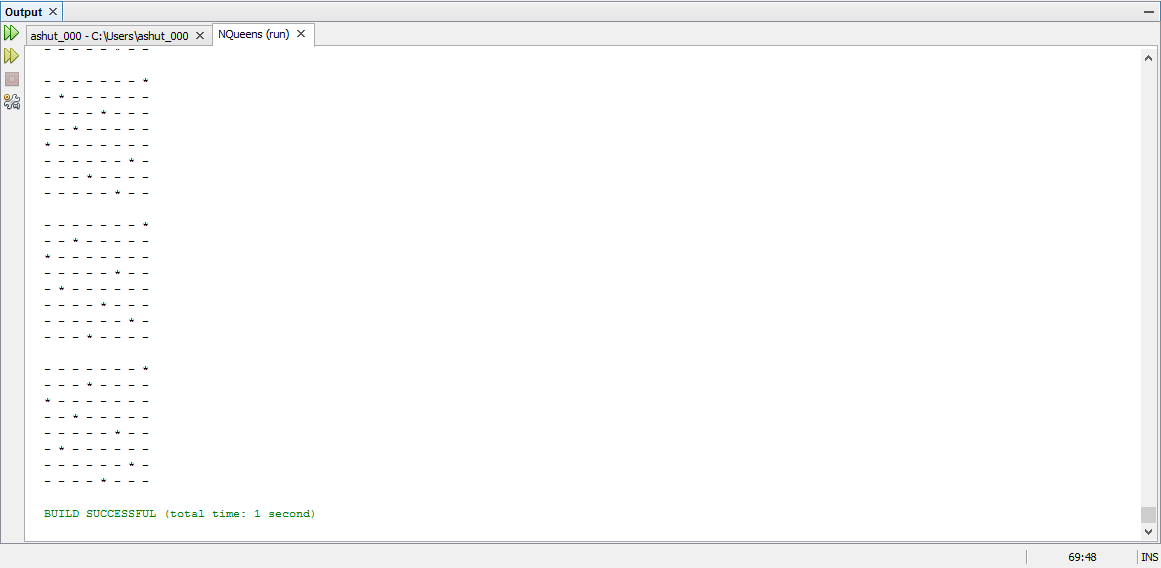 Output ×
ashut_000 - C:\Users\ashut_000 × NQueens (run) ×
- - - - - * - -
- - - - - - - *
- * - - - - - -
- - - - * - - -
- - * - - - - -
* - - - - - - -
- - - - - - * -
- - - * - - - -
- - - - - * - -
- - - - - - - *
- - * - - - - -
* - - - - - - -
- - - - - * - -
- * - - - - - -
- - - - * - - -
- - - - - - * -
- - - * - - - -
- - - - - - - *
- - - * - - - -
* - - - - - - -
- - * - - - - -
- - - - - * - -
- * - - - - - -
- - - - - - * -
- - - - * - - -
BUILD SUCCESSFUL (total time: 1 second)
69:48 INS